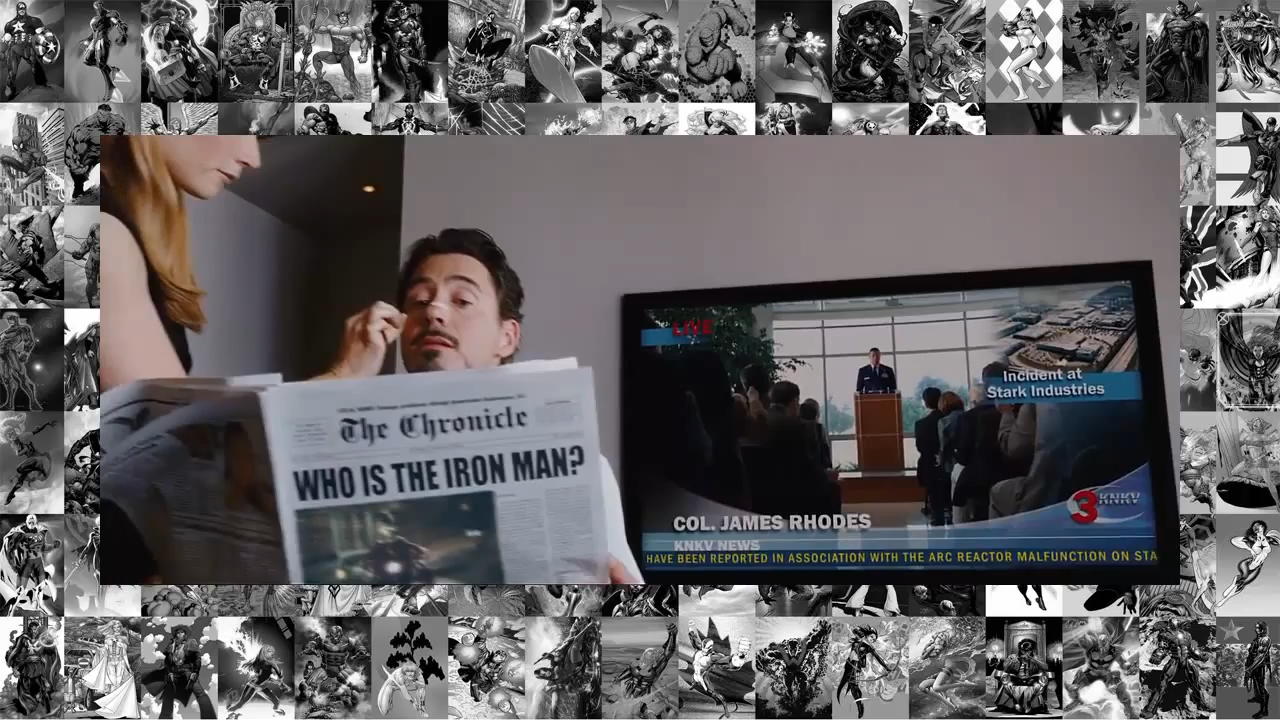 The Chronicle
WHO IS THE IRON MAN?
LIVE
Incident at
Stark Industries
3 KNKV
COL. JAMES RHODES
KNKV NEWS
HAVE BEEN REPORTED IN ASSOCIATION WITH THE ARC REACTOR MALFUNCTION ON STA